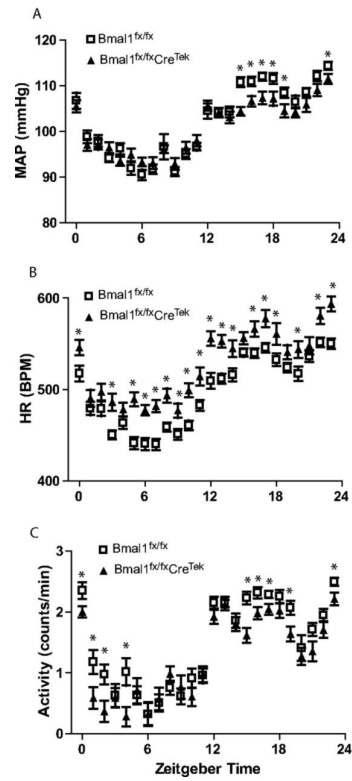 A
Bmal1fx/fx
Bmal1fx/fxCreTek
MAP (mmHg)
120
110
100
90
80
* * * * * *
0 6 12 18 24
B
Bmal1fx/fx
Bmal1fx/fxCreTek
HR (BPM)
600
500
400
* * * * * * * * * * * * * * * * * *
0 6 12 18 24
C
Bmal1fx/fx
Bmal1fx/fxCreTek
Activity (counts/min)
3
2
1
0
* * * * * * * * *
0 6 12 18 24
Zeitgeber Time